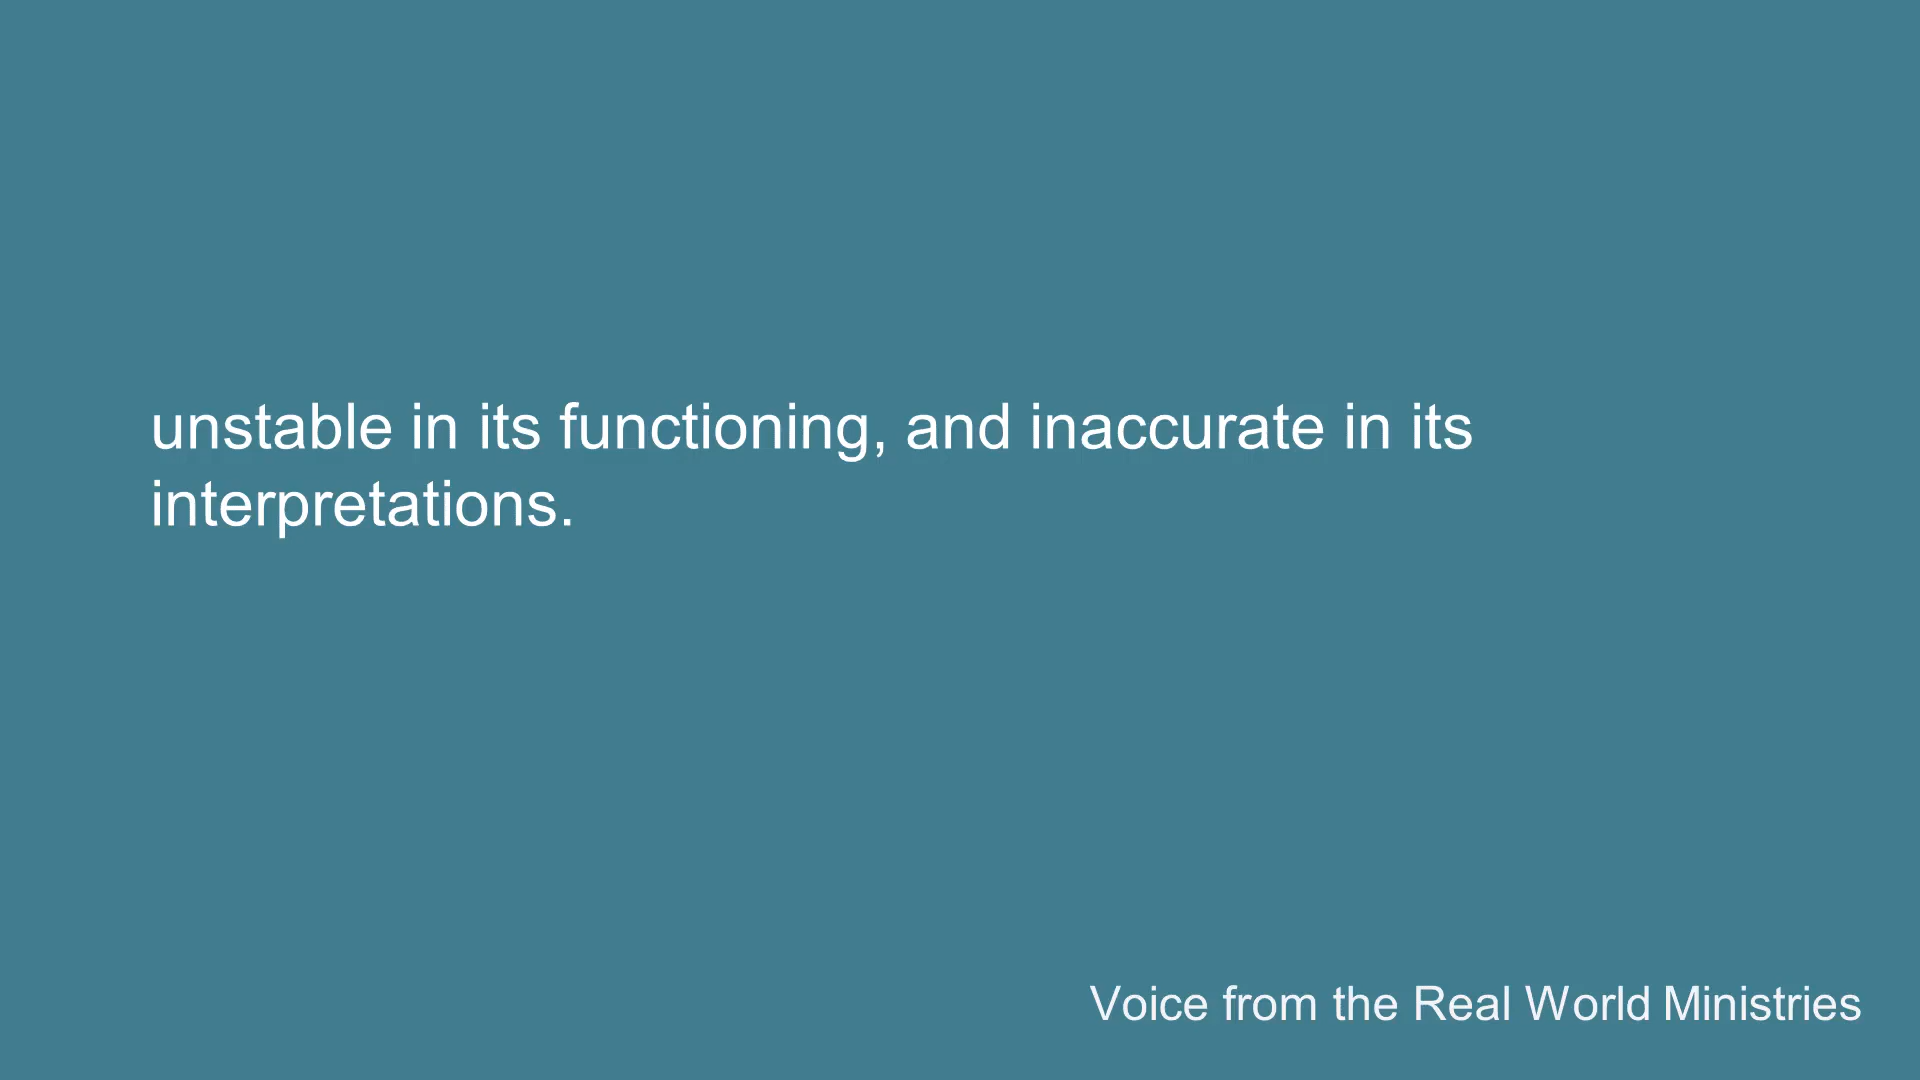 unstable in its functioning, and inaccurate in its
interpretations.
Voice from the Real World Ministries